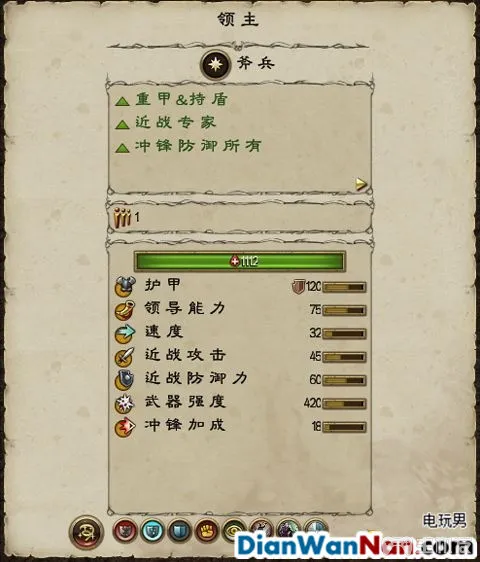 领主
斧兵
重甲&持盾
近战专家
冲锋防御所有
1
1112
护甲 120
领导能力 75
速度 32
近战攻击 45
近战防御力 60
武器强度 420
冲锋加成 18
电玩男
DianWanNan.com